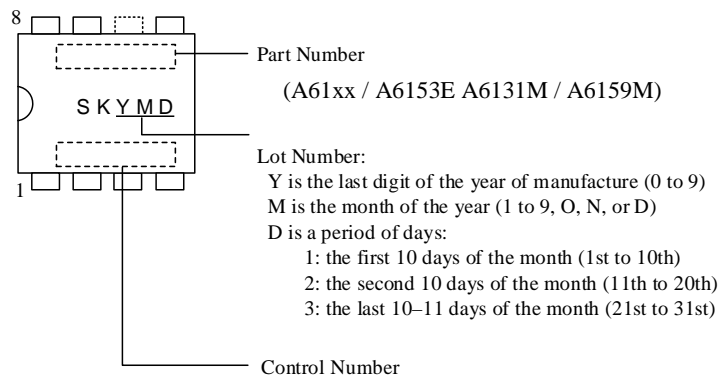 8
Part Number
(A61xx / A6153E A6131M / A6159M)
S K Y M D
Lot Number:
Y is the last digit of the year of manufacture (0 to 9)
M is the month of the year (1 to 9, O, N, or D)
D is a period of days:
1: the first 10 days of the month (1st to 10th)
2: the second 10 days of the month (11th to 20th)
3: the last 10–11 days of the month (21st to 31st)
1
Control Number